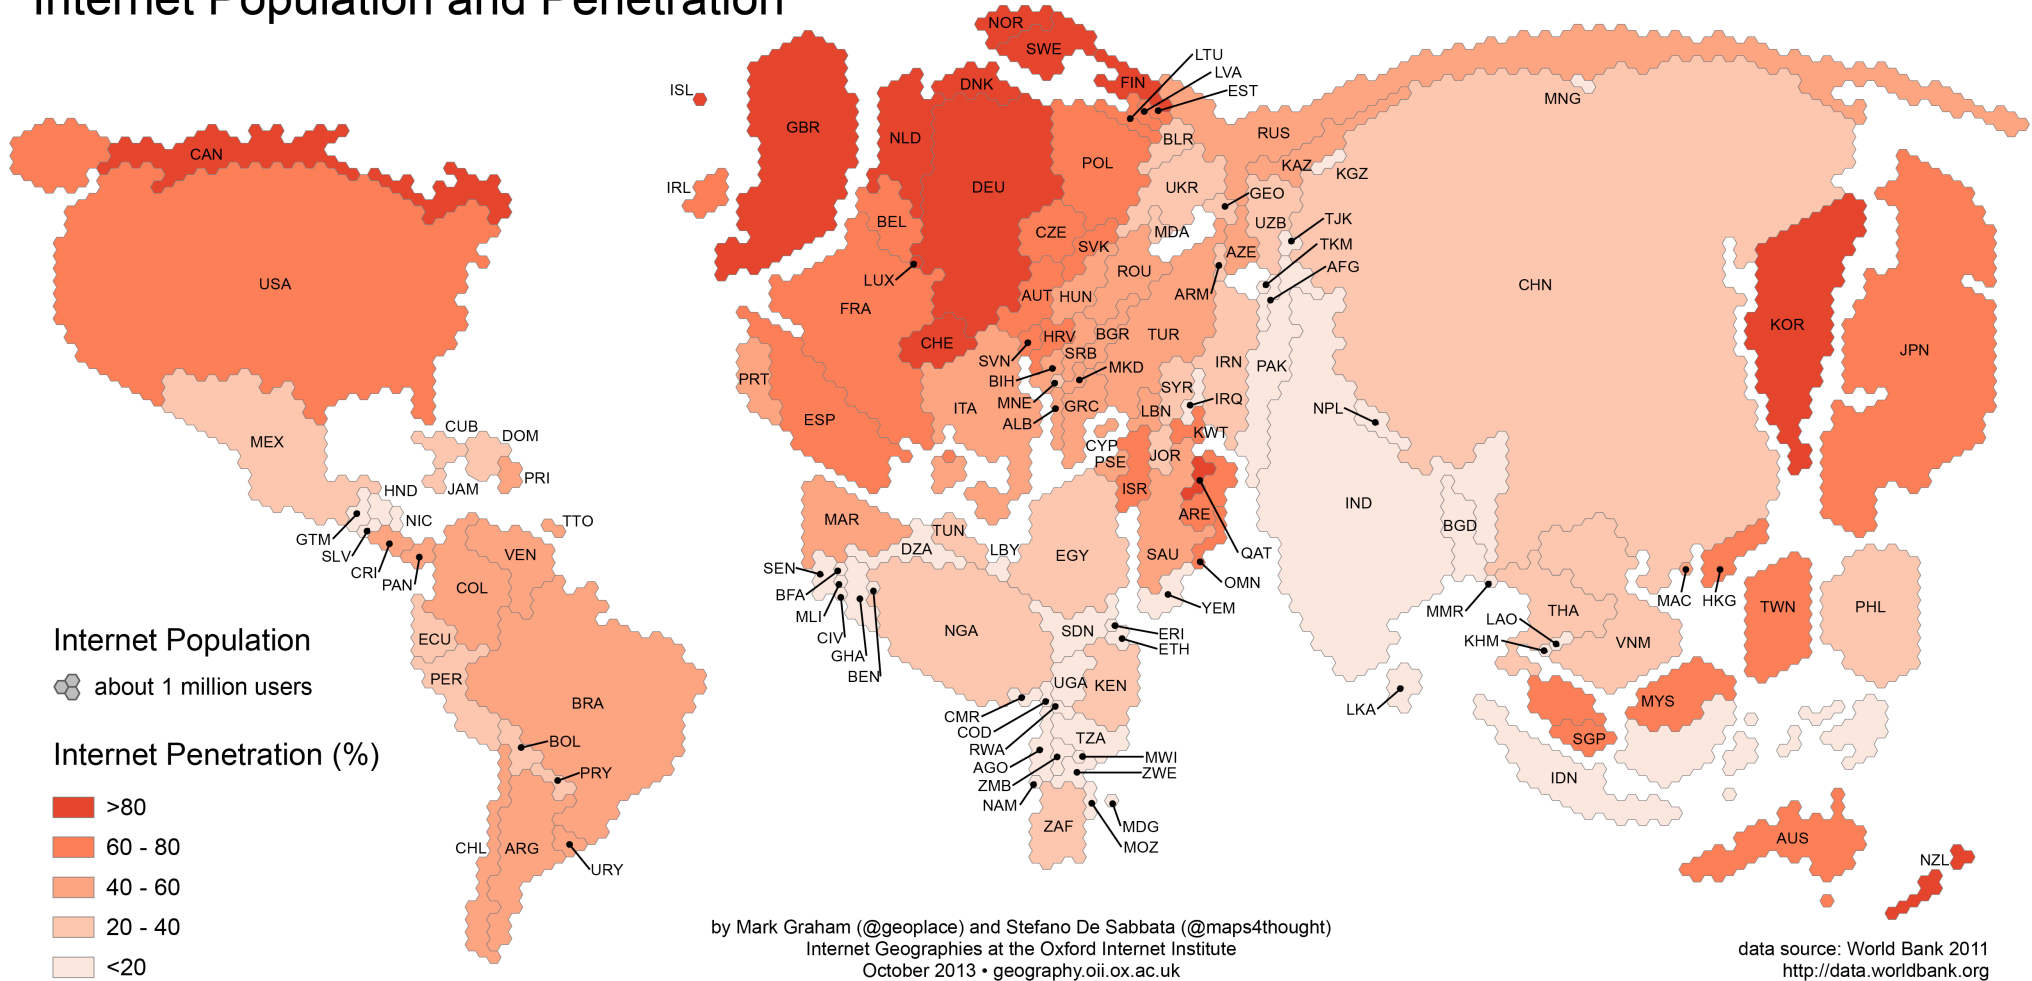 Internet Population and Penetration
NOR
SWE
LTU
LVA
EST
ISL
DNK
FIN
MNG
GBR
NLD
RUS
BLR
CAN
POL
KAZ
KGZ
IRL
DEU
UKR
GEO
BEL
CZE
MDA
UZB
TJK
SVK
AZE
TKM
AFG
LUX
ROU
USA
FRA
AUT
HUN
ARM
CHN
CHE
HRV
BGR
TUR
KOR
JPN
SVN
SRB
IRN
PAK
PRT
BIH
MKD
SYR
MNE
IRQ
NPL
ESP
ITA
ALB
GRC
LBN
CUB
DOM
MEX
CYP
KWT
PSE
JOR
PRI
HND
JAM
ISR
IND
NIC
TTO
MAR
TUN
ARE
BGD
GTM
SLV
VEN
DZA
LBY
EGY
SAU
QAT
CRI
PAN
COL
SEN
BFA
OMN
MLI
YEM
MMR
LAO
THA
MAC
HKG
TWN
PHL
ECU
CIV
NGA
SDN
ERI
KHM
VNM
GHA
ETH
BEN
PER
UGA
KEN
BRA
CMR
LKA
MYS
COD
RWA
TZA
SGP
BOL
AGO
MWI
PRY
ZMB
ZWE
IDN
NAM
ZAF
MDG
MOZ
CHL
ARG
URY
AUS
NZL
Internet Population
about 1 million users
Internet Penetration (%)
>80
60 - 80
40 - 60
20 - 40
<20
by Mark Graham (@geoplace) and Stefano De Sabbata (@maps4thought)
Internet Geographies at the Oxford Internet Institute
October 2013 • geography.oii.ox.ac.uk
data source: World Bank 2011
http://data.worldbank.org